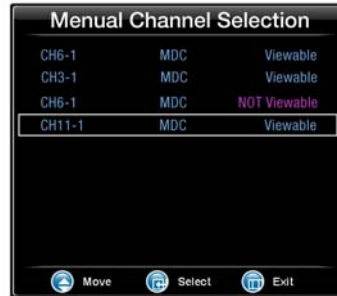 Menual Channel Selection
CH6-1 MDC Viewable
CH3-1 MDC Viewable
CH6-1 MDC NOT Viewable
CH11-1 MDC Viewable
Move Select Exit